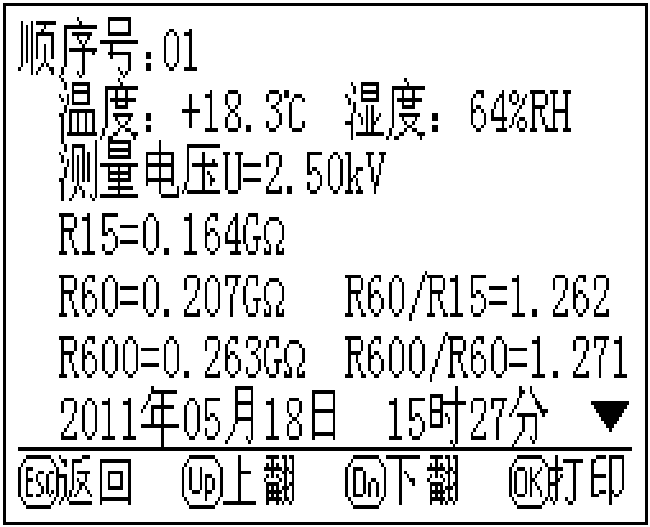 顺序号:01
温度: +18.3℃ 湿度: 64%RH
测量电压U=2.50kV
R15=0.164GΩ
R60=0.207GΩ R60/R15=1.262
R600=0.263GΩ R600/R60=1.271
2011年05月18日 15时27分 ▼
Esc返回 Up上翻 Dn下翻 OK打印